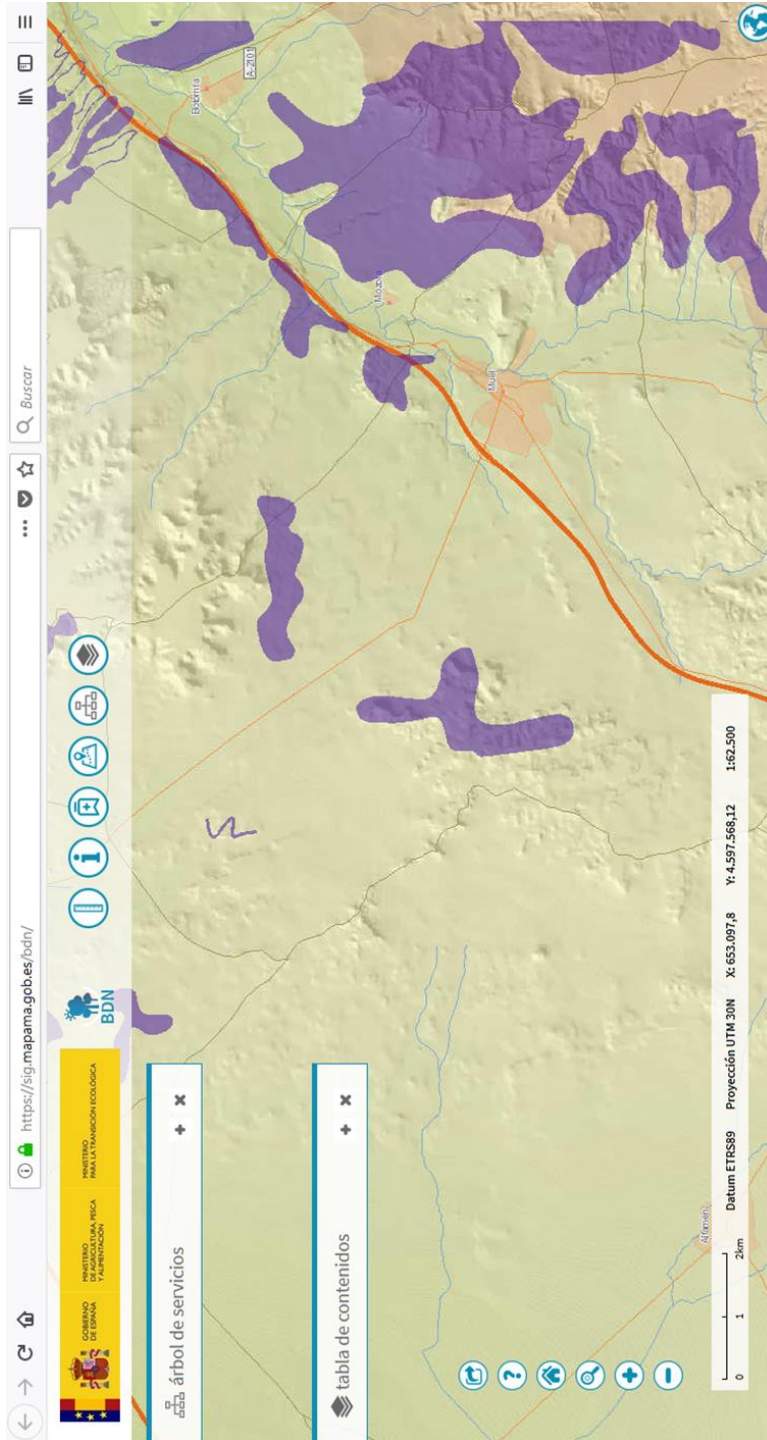 https://sig.mapama.gob.es/bdn/
Buscar
GOBIERNO
DE ESPAÑA
MINISTERIO
DE AGRICULTURA, PESCA
Y ALIMENTACIÓN
MINISTERIO
PARA LA TRANSICIÓN ECOLÓGICA
BDN
árbol de servicios
tabla de contenidos
A-2101
Botorrita
Mozota
Muel
Alfamén
0 1 2km
Datum ETRS89 Proyección UTM 30N X: 653.097,8 Y: 4.597.568,12 1:62.500